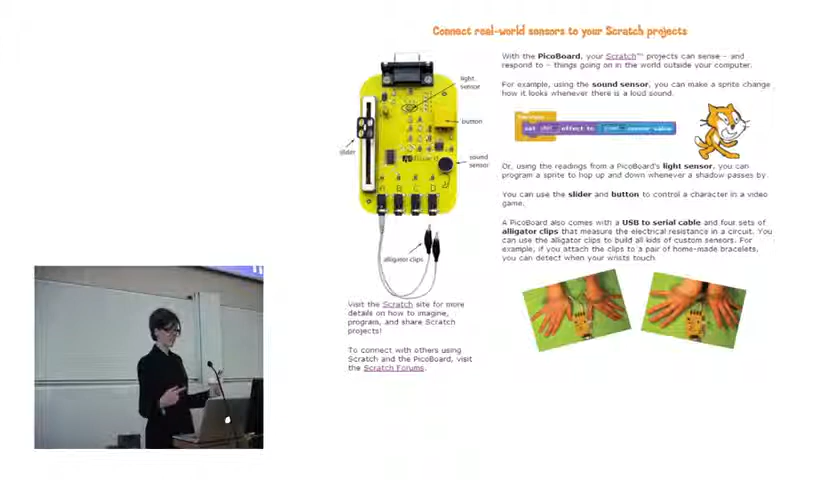 Connect real-world sensors to your Scratch projects
light
sensor
button
slider
sound
sensor
A B C D
alligator clips
Visit the Scratch site for more
details on how to imagine,
program, and share Scratch
projects!
To connect with others using
Scratch and the PicoBoard, visit
the Scratch Forums.
With the PicoBoard, your Scratch™ projects can sense – and
respond to – things going on in the world outside your computer.
For example, using the sound sensor, you can make a sprite change
how it looks whenever there is a loud sound.
set effect to sensor value
Or, using the readings from a PicoBoard's light sensor, you can
program a sprite to hop up and down whenever a shadow passes by.
You can use the slider and button to control a character in a video
game.
A PicoBoard also comes with a USB to serial cable and four sets of
alligator clips that measure the electrical resistance in a circuit. You
can use the alligator clips to build all kinds of custom sensors. For
example, if you attach the clips to a pair of home-made bracelets,
you can detect when your wrists touch.